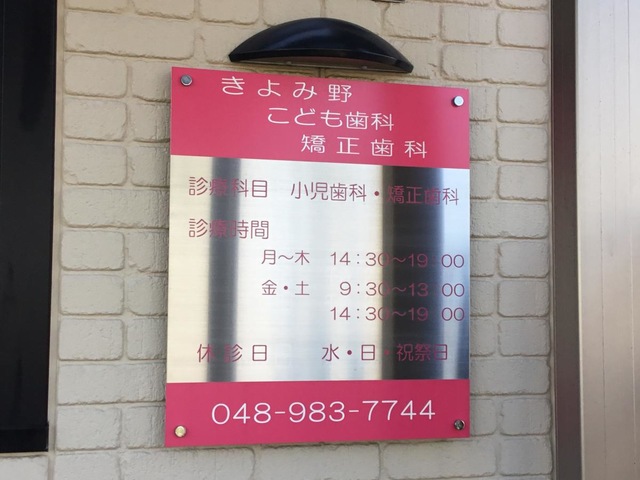 きよみ野
こども歯科
矯正歯科
診療科目 小児歯科・矯正歯科
診療時間
月〜木 14:30〜19:00
金・土 9:30〜13:00
14:30〜19:00
休診日 水・日・祝祭日
048-983-7744